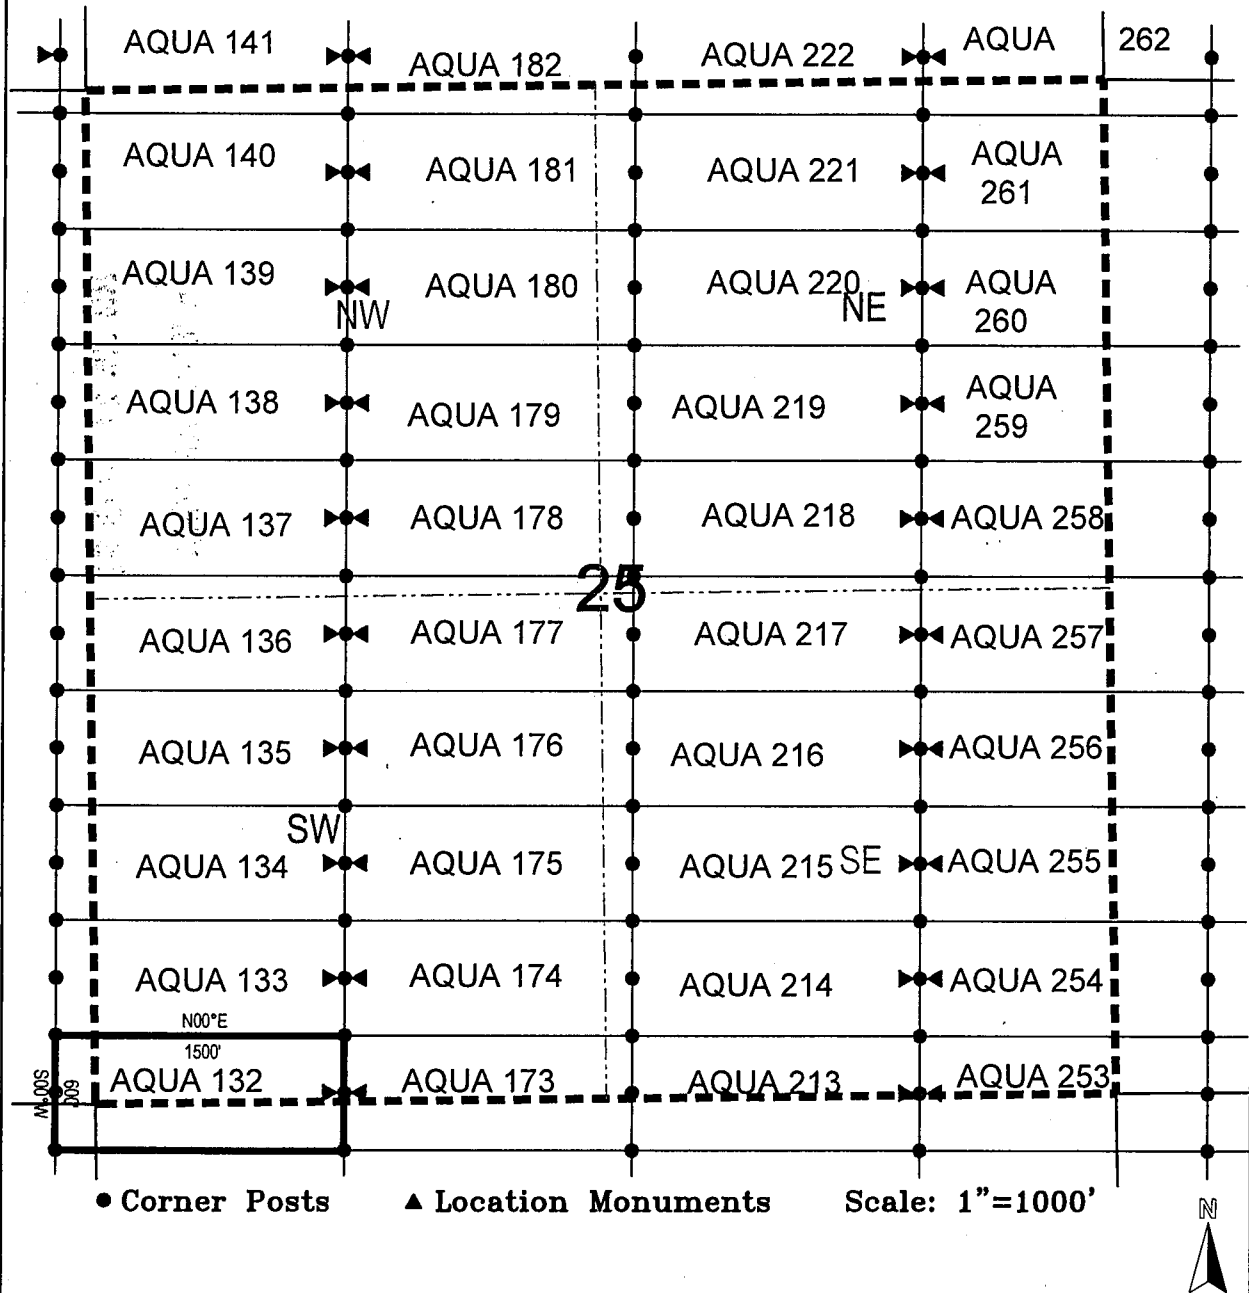 AQUA 141 AQUA 182 AQUA 222 AQUA 262
AQUA 140 AQUA 181 AQUA 221 AQUA
261
AQUA 139 AQUA 180 AQUA 220 AQUA
260
NW NE
AQUA 138 AQUA 179 AQUA 219 AQUA
259
AQUA 137 AQUA 178 AQUA 218 AQUA 258
25
AQUA 136 AQUA 177 AQUA 217 AQUA 257
AQUA 135 AQUA 176 AQUA 216 AQUA 256
SW SE
AQUA 134 AQUA 175 AQUA 215 AQUA 255
AQUA 133 AQUA 174 AQUA 214 AQUA 254
N00°E
1500'
S00°W
600'
AQUA 132 AQUA 173 AQUA 213 AQUA 253
Corner Posts Location Monuments Scale: 1"=1000'
N